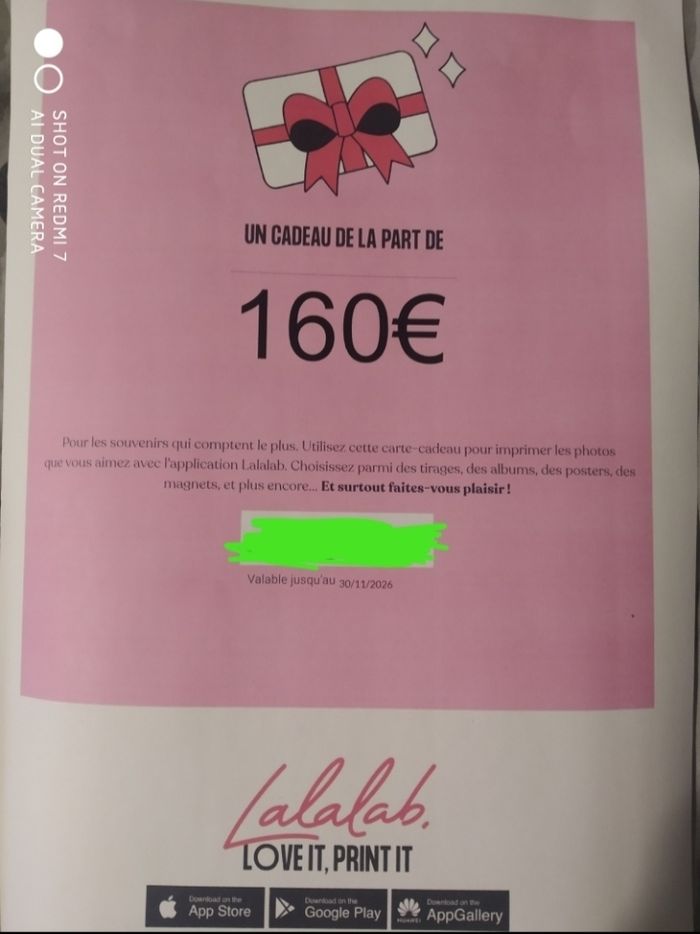 SHOT ON REDMI 7
AI DUAL CAMERA
UN CADEAU DE LA PART DE
160€
Pour les souvenirs qui comptent le plus. Utilisez cette carte-cadeau pour imprimer les photos
que vous aimez avec l'application Lalalab. Choisissez parmi des tirages, des albums, des posters, des
magnets, et plus encore... Et surtout faites-vous plaisir !
Valable jusqu'au 30/11/2026
Lalalab.
LOVE IT, PRINT IT
Download on the
App Store
Download on the
Google Play
HUAWEI
Download on the
AppGallery